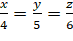 x/4 = y/5 = z/6